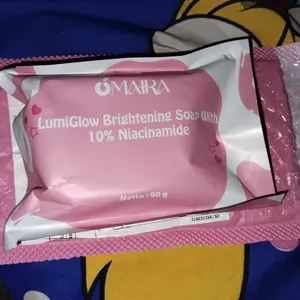 OMAIRA
LumiGlow Brightening Soap With
10% Niacinamide
Netto : 90 g